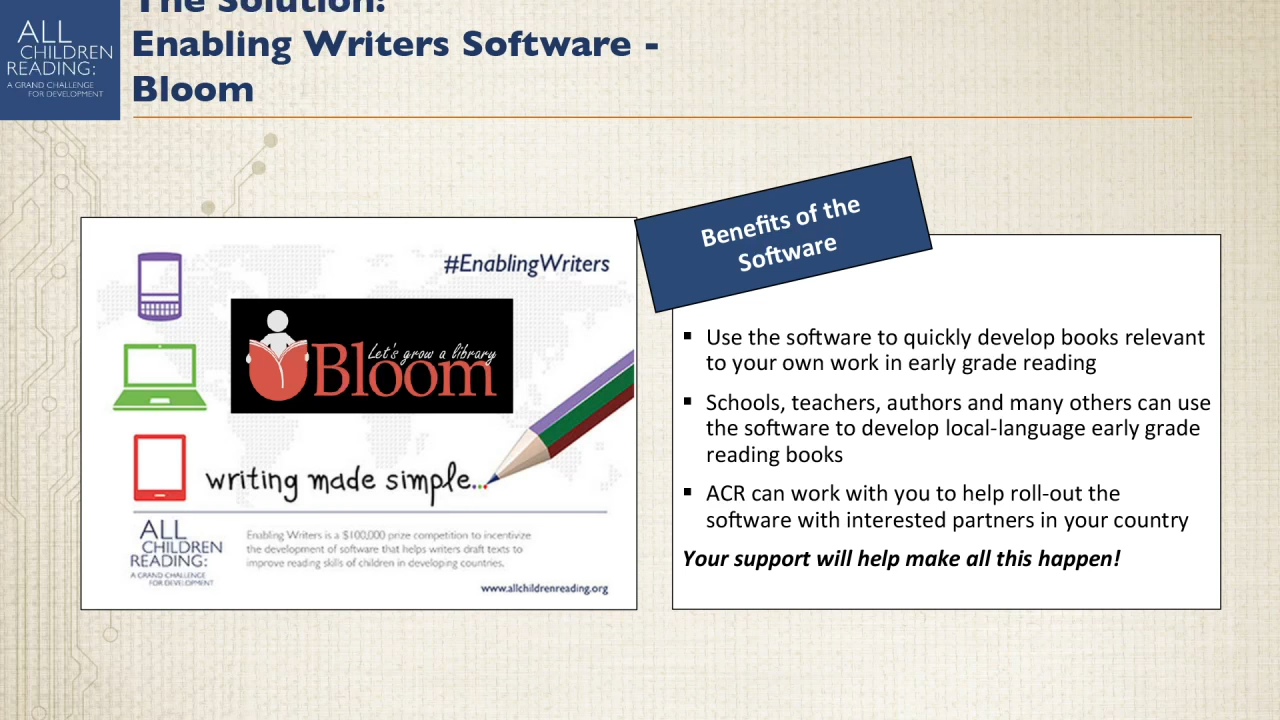 ALL
CHILDREN
READING:
A GRAND CHALLENGE
FOR DEVELOPMENT
The Solution:
Enabling Writers Software -
Bloom
#EnablingWriters
Let's grow a library
Bloom
writing made simple...
ALL
CHILDREN
READING:
A GRAND CHALLENGE
FOR DEVELOPMENT
Enabling Writers is a $100,000 prize competition to incentivize
the development of software that helps writers draft texts to
improve reading skills of children in developing countries.
www.allchildrenreading.org
Benefits of the
Software
▪ Use the software to quickly develop books relevant
to your own work in early grade reading
▪ Schools, teachers, authors and many others can use
the software to develop local-language early grade
reading books
▪ ACR can work with you to help roll-out the
software with interested partners in your country
Your support will help make all this happen!